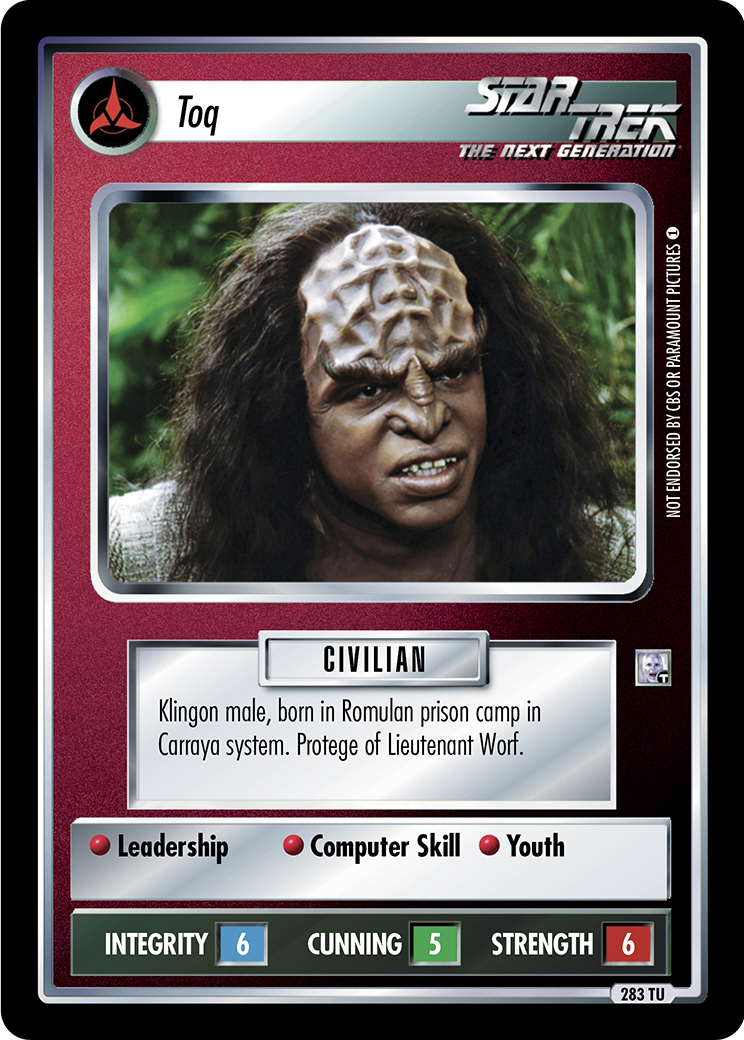 Toq
STAR TREK
THE NEXT GENERATION
NOT ENDORSED BY CBS OR PARAMOUNT PICTURES 1
CIVILIAN
Klingon male, born in Romulan prison camp in
Carraya system. Protege of Lieutenant Worf.
T
Leadership Computer Skill Youth
INTEGRITY 6 CUNNING 5 STRENGTH 6
283 TU